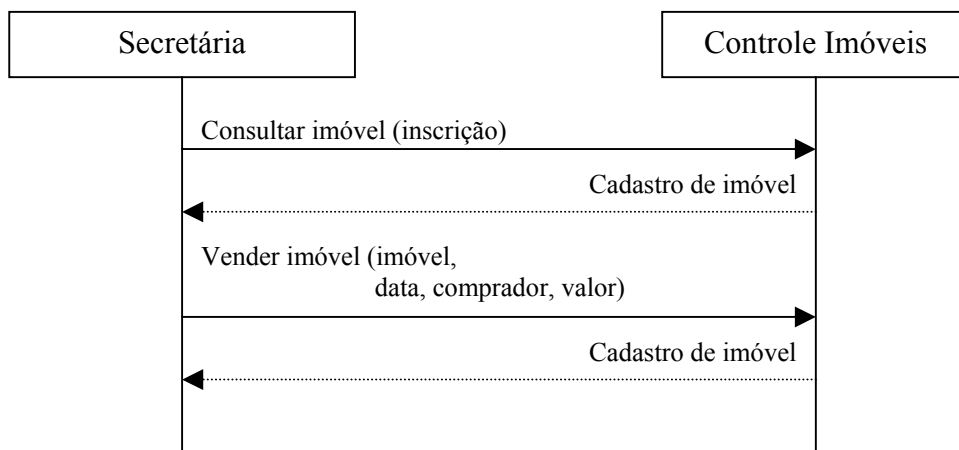 Secretária
Controle Imóveis
Consultar imóvel (inscrição)
Cadastro de imóvel
Vender imóvel (imóvel,
data, comprador, valor)
Cadastro de imóvel